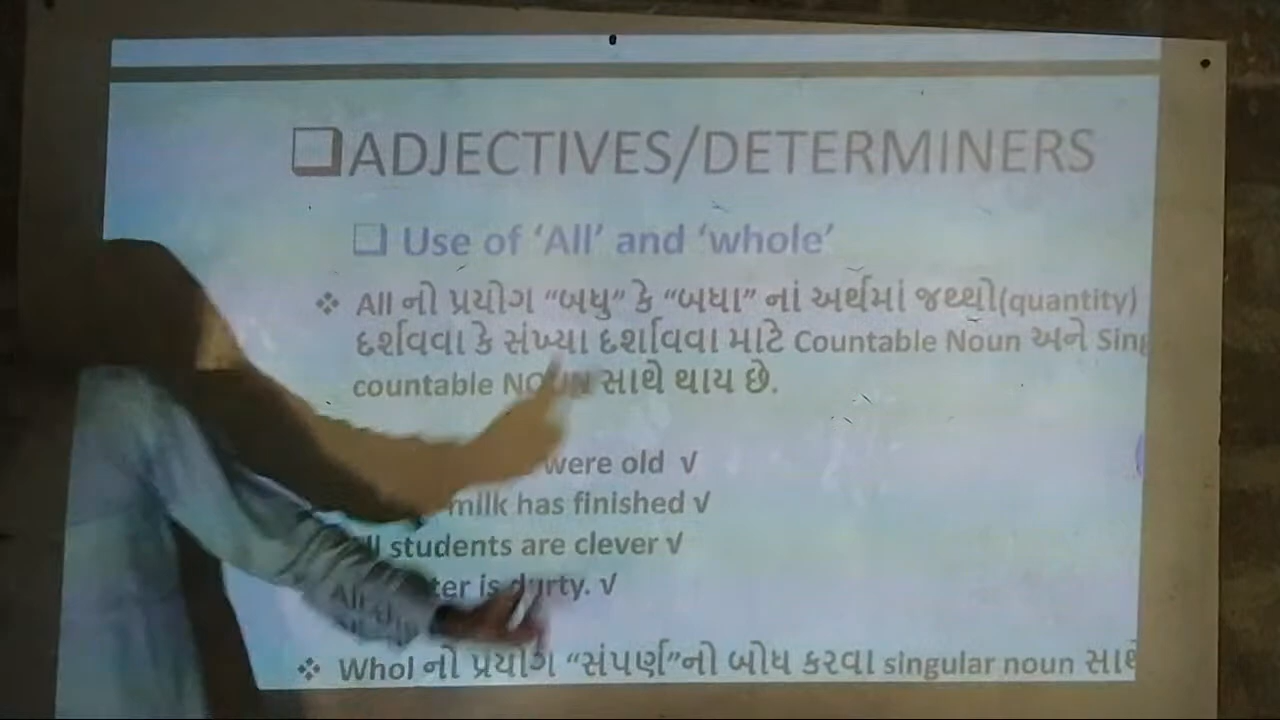 ADJECTIVES/DETERMINERS
Use of ‘All’ and ‘whole’
All નો પ્રયોગ “બધુ” કે “બધા” નાં અર્થમાં જથ્થો(quantity)
દર્શાવવા કે સંખ્યા દર્શાવવા માટે Countable Noun અને Sing
countable NOUN સાથે થાય છે.
were old √
milk has finished √
students are clever √
is durty. √
Whol નો પ્રયોગ “સંપર્ણ”નો બોધ કરવા singular noun સાથે